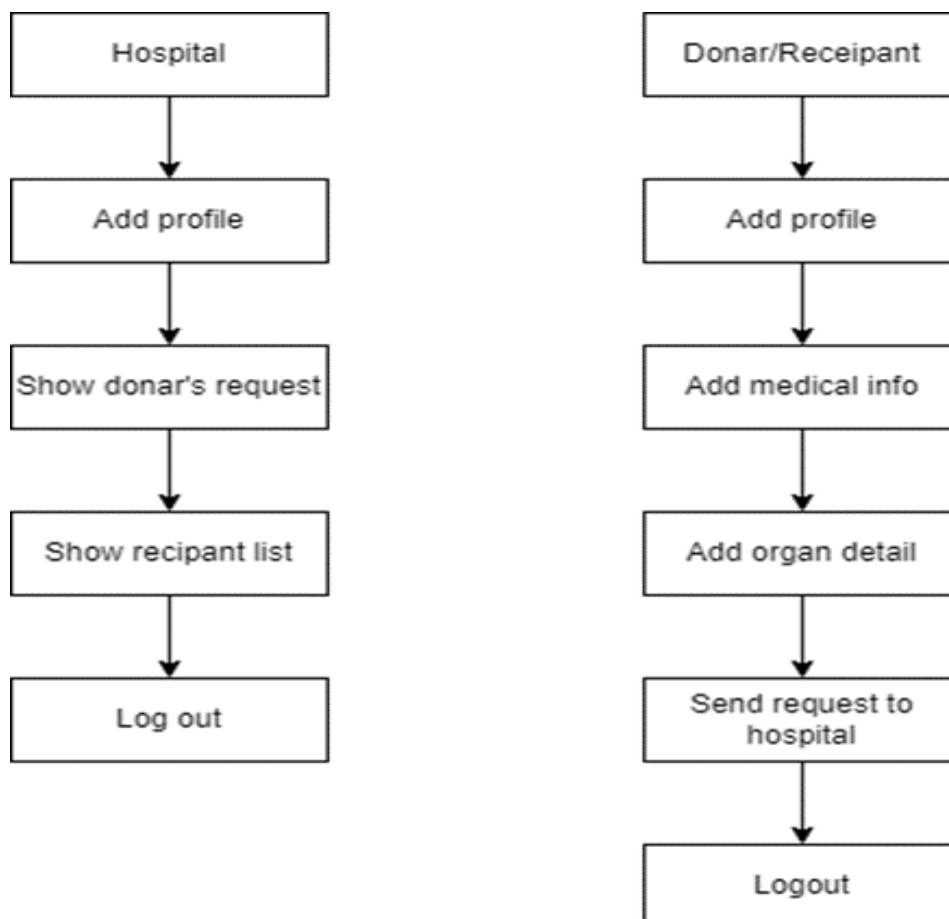 Hospital
Add profile
Show donar's request
Show recipant list
Log out
Donar/Receipant
Add profile
Add medical info
Add organ detail
Send request to
hospital
Logout